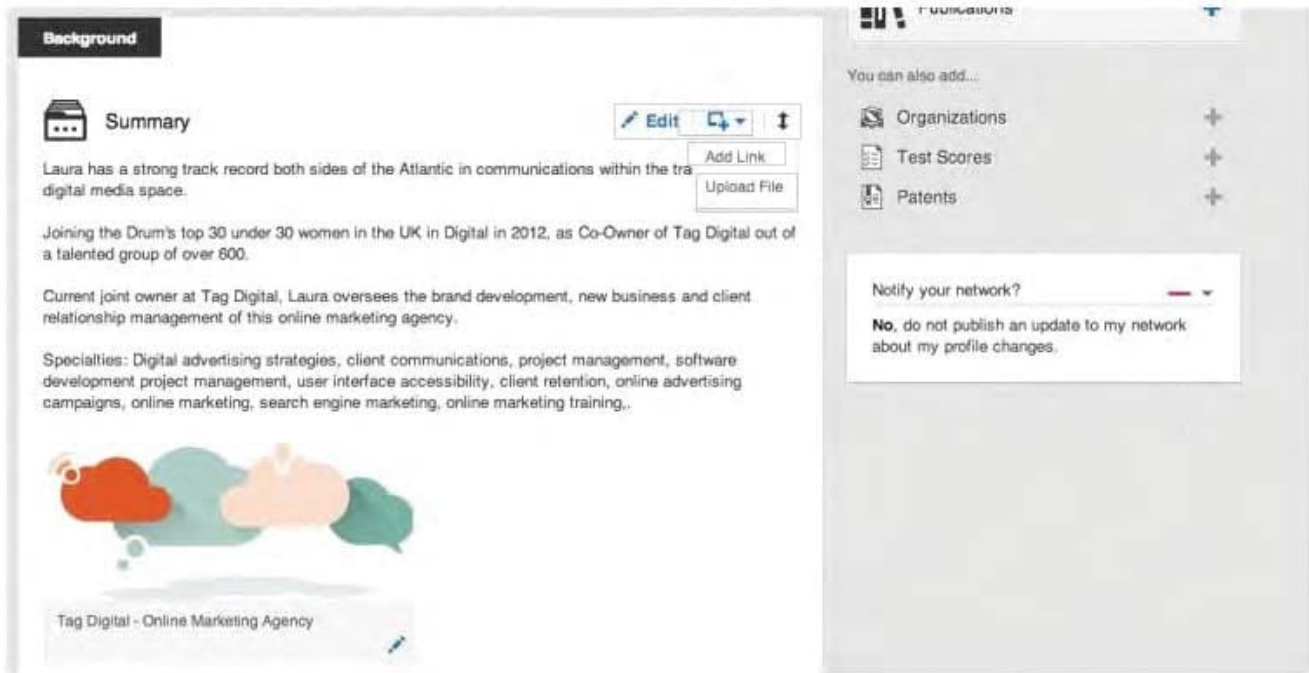 Background
Summary
Edit
Add Link
Upload File
Laura has a strong track record both sides of the Atlantic in communications within the tra
digital media space.
Joining the Drum's top 30 under 30 women in the UK in Digital in 2012, as Co-Owner of Tag Digital out of
a talented group of over 600.
Current joint owner at Tag Digital, Laura oversees the brand development, new business and client
relationship management of this online marketing agency.
Specialties: Digital advertising strategies, client communications, project management, software
development project management, user interface accessibility, client retention, online advertising
campaigns, online marketing, search engine marketing, online marketing training,.
Tag Digital - Online Marketing Agency
Publications
You can also add...
Organizations
Test Scores
Patents
Notify your network?
No, do not publish an update to my network
about my profile changes.